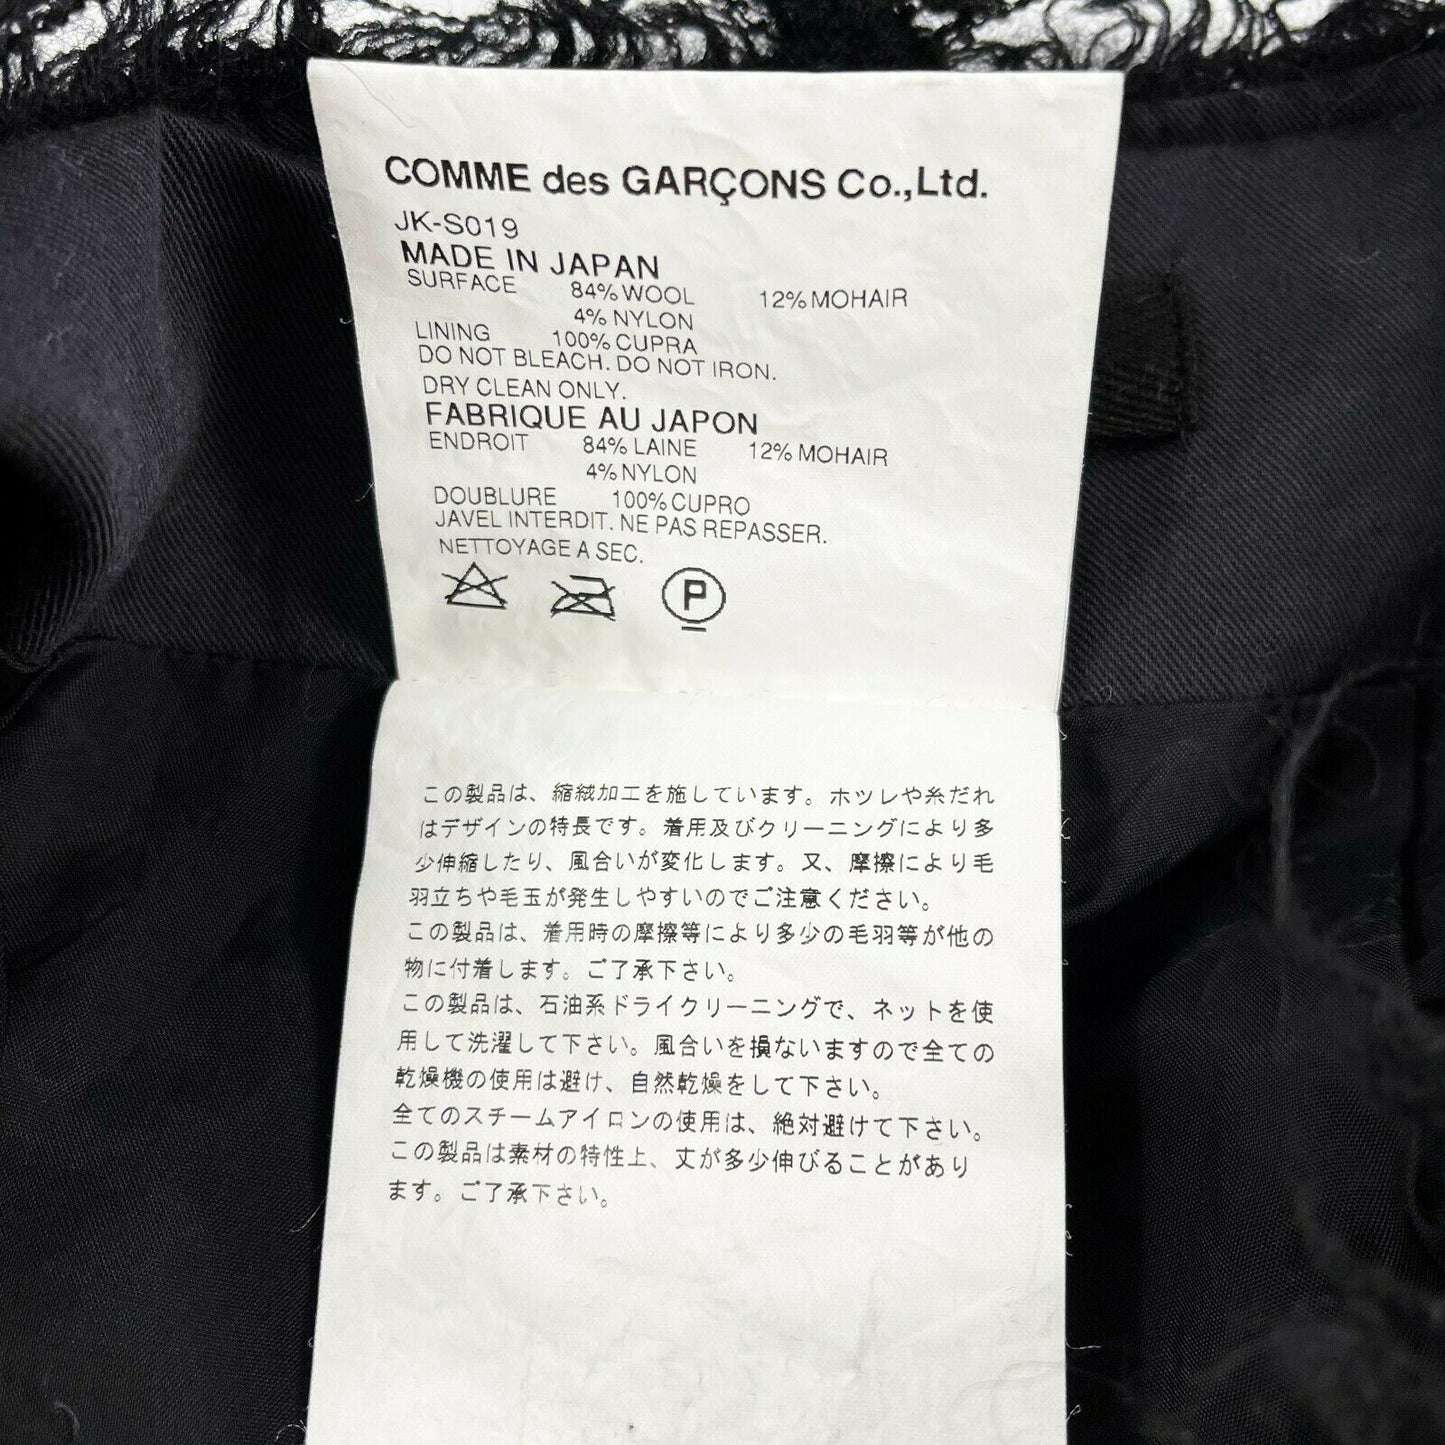 COMME des GARÇONS Co.,Ltd.
JK-S019
MADE IN JAPAN
SURFACE 84% WOOL 12% MOHAIR
4% NYLON
LINING 100% CUPRA
DO NOT BLEACH. DO NOT IRON.
DRY CLEAN ONLY.
FABRIQUE AU JAPON
ENDROIT 84% LAINE 12% MOHAIR
4% NYLON
DOUBLURE 100% CUPRO
JAVEL INTERDIT. NE PAS REPASSER.
NETTOYAGE A SEC.
P
この製品は、縮絨加工を施しています。ホツレや糸だれ
はデザインの特長です。着用及びクリーニングにより多
少伸縮したり、風合いが変化します。又、摩擦により毛
羽立ちや毛玉が発生しやすいのでご注意ください。
この製品は、着用時の摩擦等により多少の毛羽等が他の
物に付着します。ご了承下さい。
この製品は、石油系ドライクリーニングで、ネットを使
用して洗濯して下さい。風合いを損ないますので全ての
乾燥機の使用は避け、自然乾燥をして下さい。
全てのスチームアイロンの使用は、絶対避けて下さい。
この製品は素材の特性上、丈が多少伸びることがあり
ます。ご了承下さい。